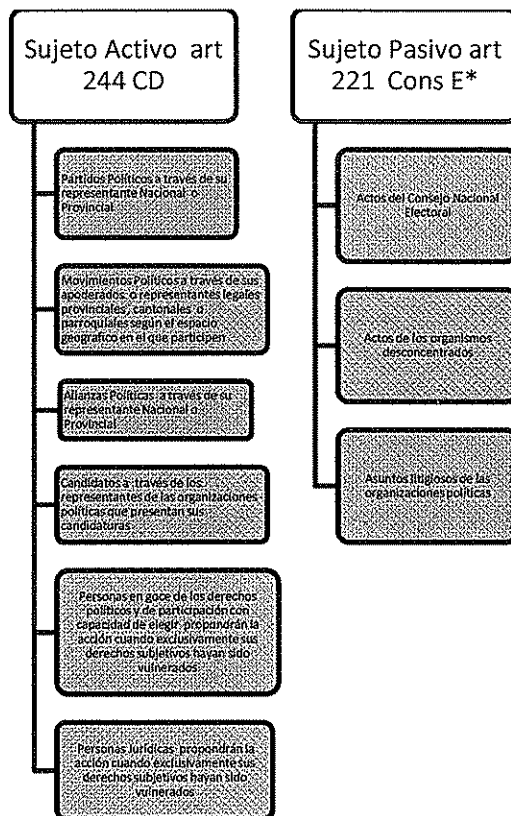 Sujeto Activo art
244 CD
Partidos Políticos a través de su
representante Nacional o
Provincial
Movimientos Políticos a través de sus
apoderados o representantes legales
provinciales, cantonales o
parroquiales según el espacio
geográfico en el que participen
Alianzas Políticas a través de su
representante Nacional o
Provincial
Candidatos a través de los
representantes de las organizaciones
políticas que presentan sus
candidaturas
Personas en goce de los derechos
políticos y de participación con
capacidad de elegir propondrán la
acción cuando exclusivamente sus
derechos subjetivos hayan sido
vulnerados
Personas Jurídicas propondrán la
acción cuando exclusivamente sus
derechos subjetivos hayan sido
vulnerados
Sujeto Pasivo art
221 Cons E*
Actos del Consejo Nacional
Electoral
Actos de los organismos
desconcentrados
Asuntos litigiosos de las
organizaciones políticas